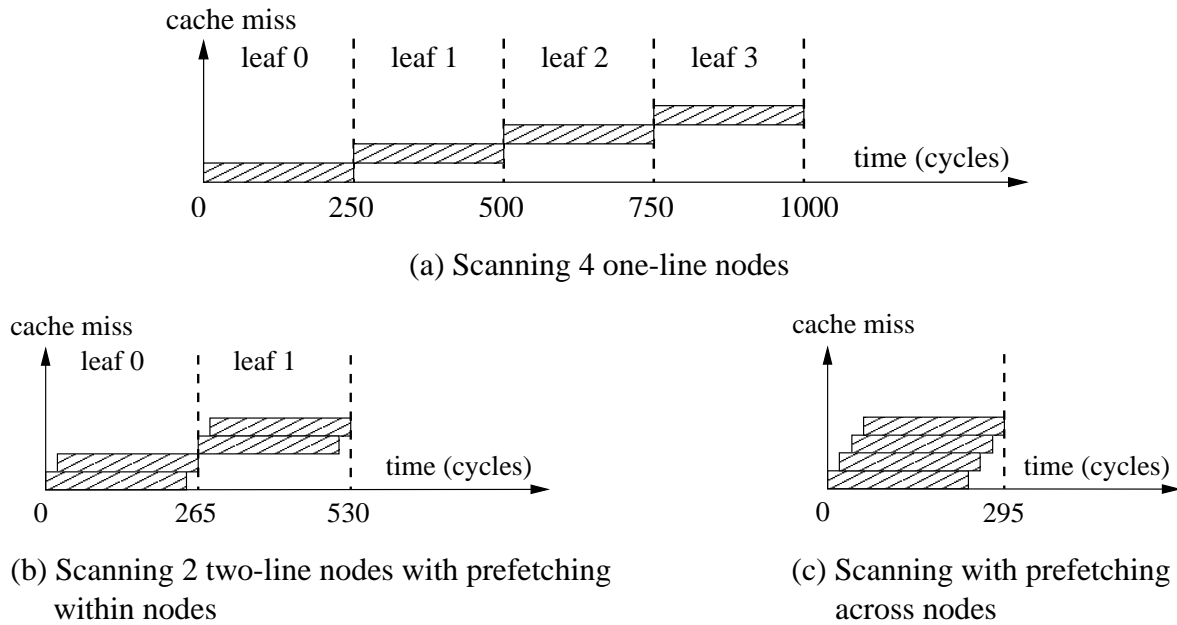 cache miss
leaf 0 leaf 1 leaf 2 leaf 3
time (cycles)
0 250 500 750 1000
(a) Scanning 4 one-line nodes
cache miss
leaf 0 leaf 1
time (cycles)
0 265 530
(b) Scanning 2 two-line nodes with prefetching
within nodes
cache miss
time (cycles)
0 295
(c) Scanning with prefetching
across nodes